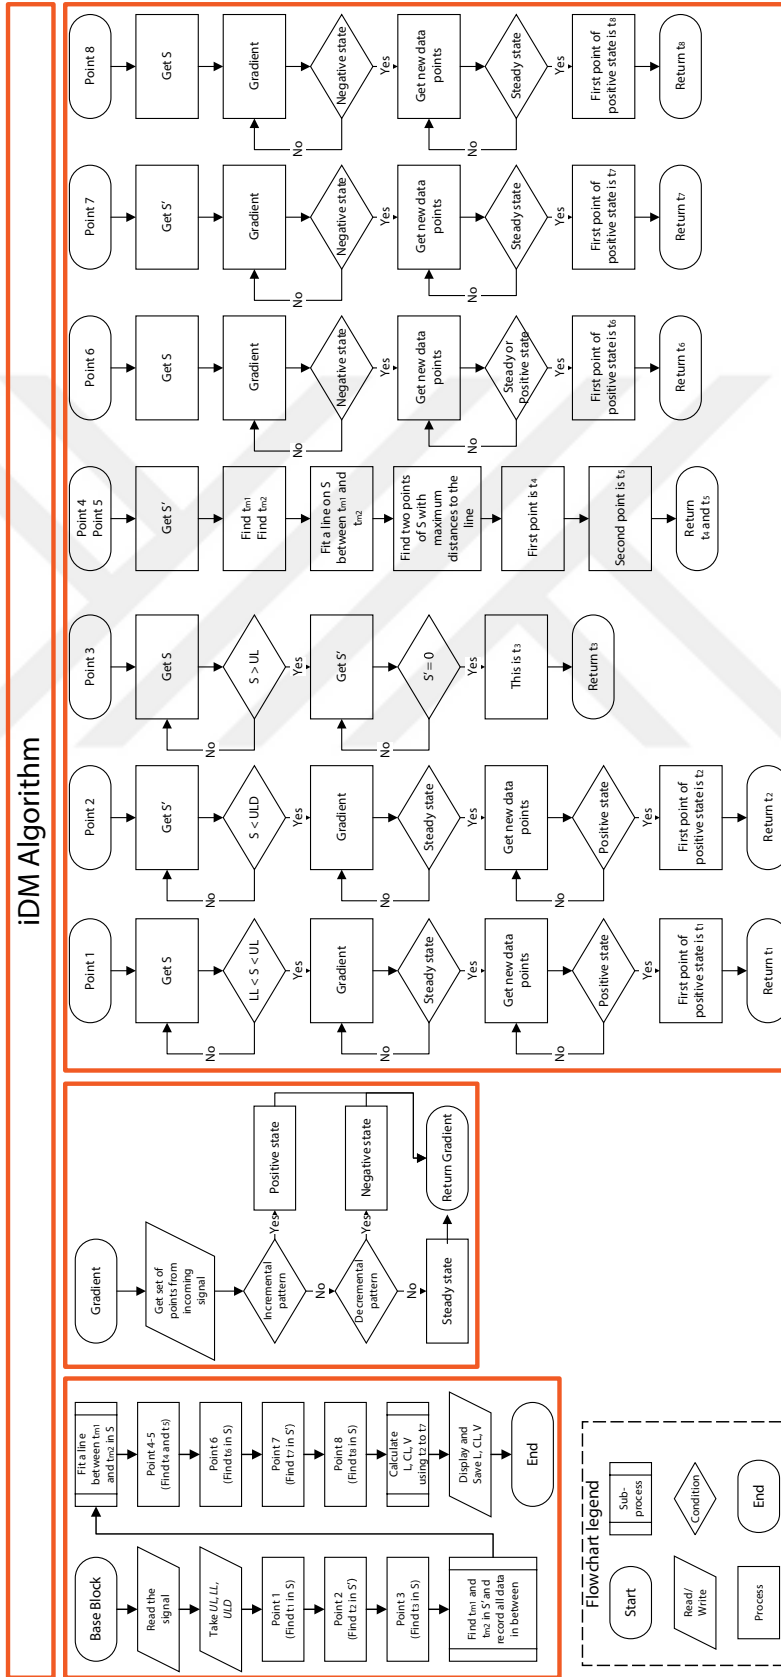 iDM Algorithm
Base Block
Read the
signal
Take UL, LL,
ULD
Point 1
(Find t1 in S)
Point 2
(Find t2 in S')
Point 3
(Find t3 in S)
Find tm1 and
tm2 in S' and
record all data
in between
Fit a line
between tm1
and tm2 in S
Point 4-5
(Find t4 and t5)
Point 6
(Find t6 in S)
Point 7
(Find t7 in S')
Point 8
(Find t8 in S)
Calculate
L, CL, V
using t2 to t7
Display and
Save L, CL, V
End
Flowchart legend
Start
Sub-
process
Read/
Write
Condition
Process
End
Gradient
Get set of
points from
incoming
signal
Incremental
pattern
Yes
Positive state
No
Decremental
pattern
Yes
Negative state
No
Steady state
Return Gradient
Point 1
Get S
LL < S < UL
No
Yes
Gradient
Steady state
No
Yes
Get new data
points
Positive state
No
Yes
First point of
positive state is t1
Return t1
Point 2
Get S'
S < ULD
No
Yes
Gradient
Steady state
No
Yes
Get new data
points
Positive state
No
Yes
First point of
positive state is t2
Return t2
Point 3
Get S
S > UL
No
Yes
Get S'
S' = 0
No
Yes
This is t3
Return t3
Point 4
Point 5
Get S'
Find tm1
Find tm2
Fit a line on S
between tm1 and
tm2
Find two points
of S with
maximum
distances to the
line
First point is t4
Second point is t5
Return
t4 and t5
Point 6
Get S
Gradient
Negative state
No
Yes
Get new data
points
Steady or
Positive state
No
Yes
First point of
positive state is t6
Return t6
Point 7
Get S'
Gradient
Negative state
No
Yes
Get new data
points
Steady state
No
Yes
First point of
positive state is t7
Return t7
Point 8
Get S
Gradient
Negative state
No
Yes
Get new data
points
Steady state
No
Yes
First point of
positive state is t8
Return t8